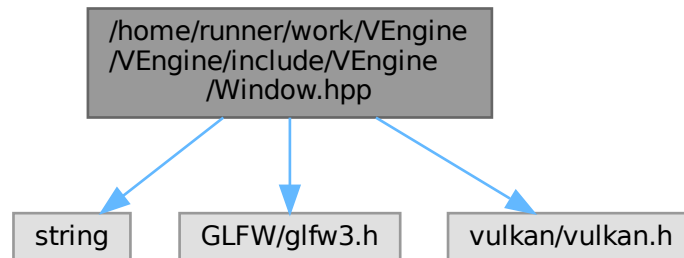 /home/runner/work/VEngine
/VEngine/include/VEngine
/Window.hpp
string
GLFW/glfw3.h
vulkan/vulkan.h